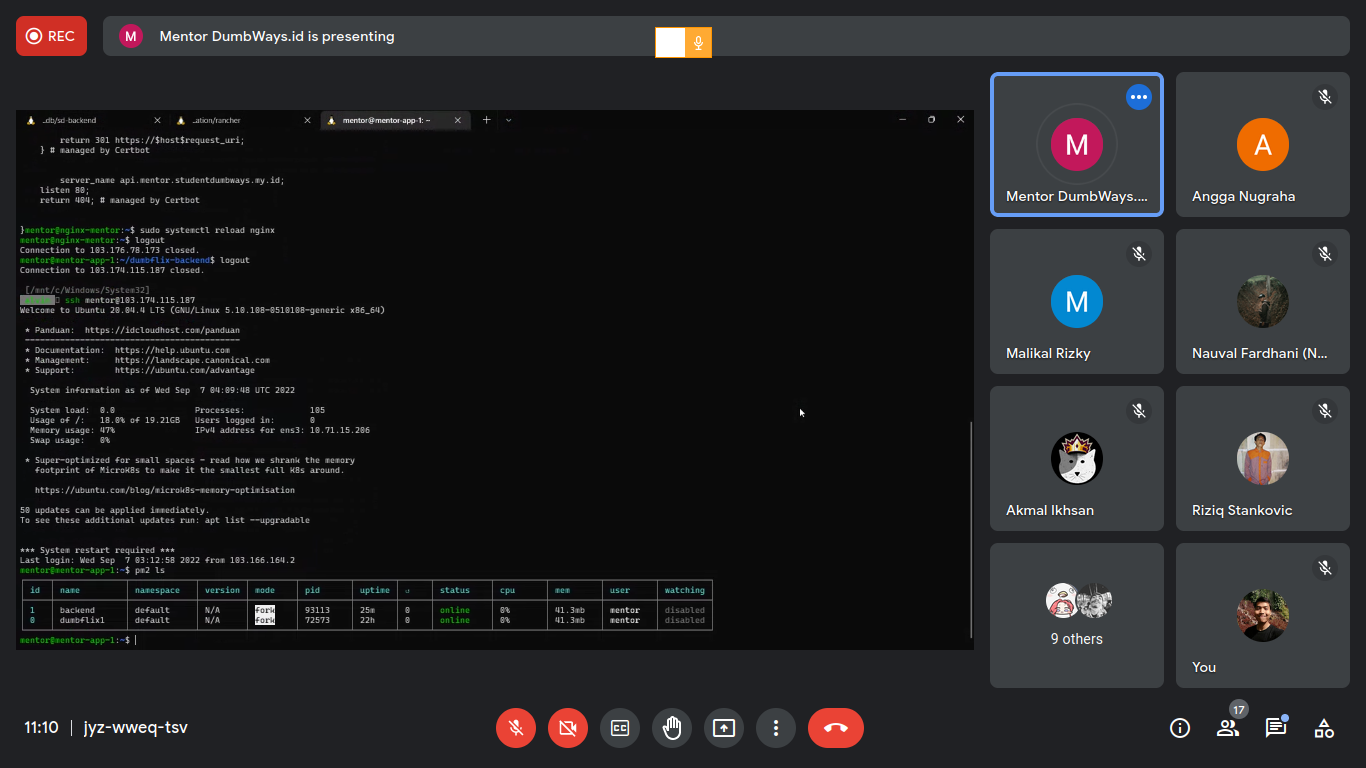 REC
M
Mentor DumbWays.id is presenting
..db/sd-backend
..ation/rancher
mentor@mentor-app-1: ~
return 301 https://$host$request_uri;
} # managed by Certbot
server_name api.mentor.studentdumbways.my.id;
listen 80;
return 404; # managed by Certbot
}mentor@nginx-mentor:~$ sudo systemctl reload nginx
mentor@nginx-mentor:~$ logout
Connection to 103.176.78.173 closed.
mentor@mentor-app-1:~/dumbflix-backend$ logout
Connection to 103.174.115.187 closed.
[/mnt/c/Windows/System32]
ssh mentor@103.174.115.187
Welcome to Ubuntu 20.04.4 LTS (GNU/Linux 5.10.108-0510108-generic x86_64)
* Panduan: https://idcloudhost.com/panduan
* Documentation: https://help.ubuntu.com
* Management: https://landscape.canonical.com
* Support: https://ubuntu.com/advantage
System information as of Wed Sep 7 04:09:48 UTC 2022
System load: 0.0 Processes: 105
Usage of /: 18.0% of 19.21GB Users logged in: 0
Memory usage: 47% IPv4 address for ens3: 10.71.15.206
Swap usage: 0%
* Super-optimized for small spaces - read how we shrank the memory
footprint of MicroK8s to make it the smallest full K8s around.
https://ubuntu.com/blog/microk8s-memory-optimisation
50 updates can be applied immediately.
To see these additional updates run: apt list --upgradable
*** System restart required ***
Last login: Wed Sep 7 03:12:58 2022 from 103.166.164.2
mentor@mentor-app-1:~$ pm2 ls
id name namespace version mode pid uptime ↺ status cpu mem user watching
1 backend default N/A fork 93113 25m 0 online 0% 41.3mb mentor disabled
0 dumbflix1 default N/A fork 72573 22h 0 online 0% 41.3mb mentor disabled
mentor@mentor-app-1:~$
M
Mentor DumbWays....
A
Angga Nugraha
M
Malikal Rizky
Nauval Fardhani (N...
Akmal Ikhsan
Riziq Stankovic
9 others
You
11:10 | jyz-wweq-tsv
CC
17